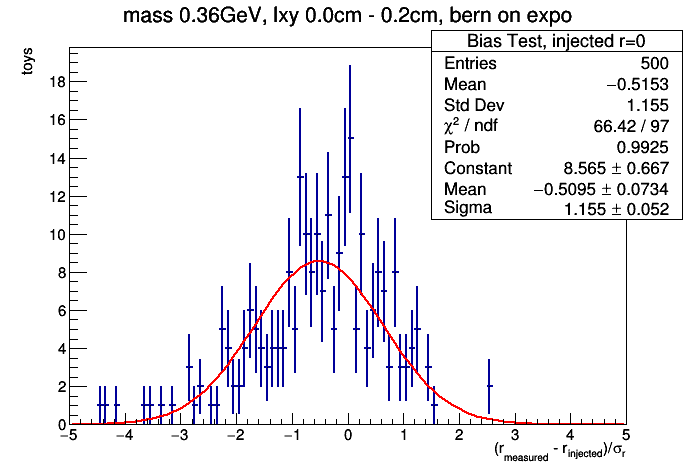 mass 0.36GeV, lxy 0.0cm - 0.2cm, bern on expo
Bias Test, injected r=0
Entries 500
Mean −0.5153
Std Dev 1.155
χ² / ndf 66.42 / 97
Prob 0.9925
Constant 8.565 ± 0.667
Mean −0.5095 ± 0.0734
Sigma 1.155 ± 0.052
toys
18
16
14
12
10
8
6
4
2
0
−5 −4 −3 −2 −1 0 1 2 3 4 5
(r_measured - r_injected)/σ_r